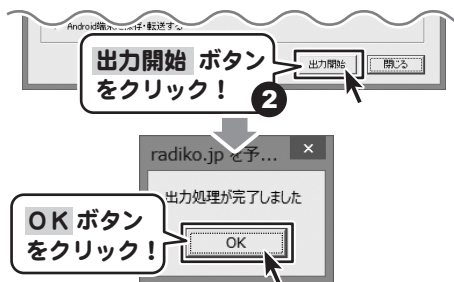 Android端末に保存・転送する
出力開始 ボタン
をクリック！
2
出力開始
閉じる
radiko.jp を予...
×
出力処理が完了しました
OK ボタン
をクリック！
OK